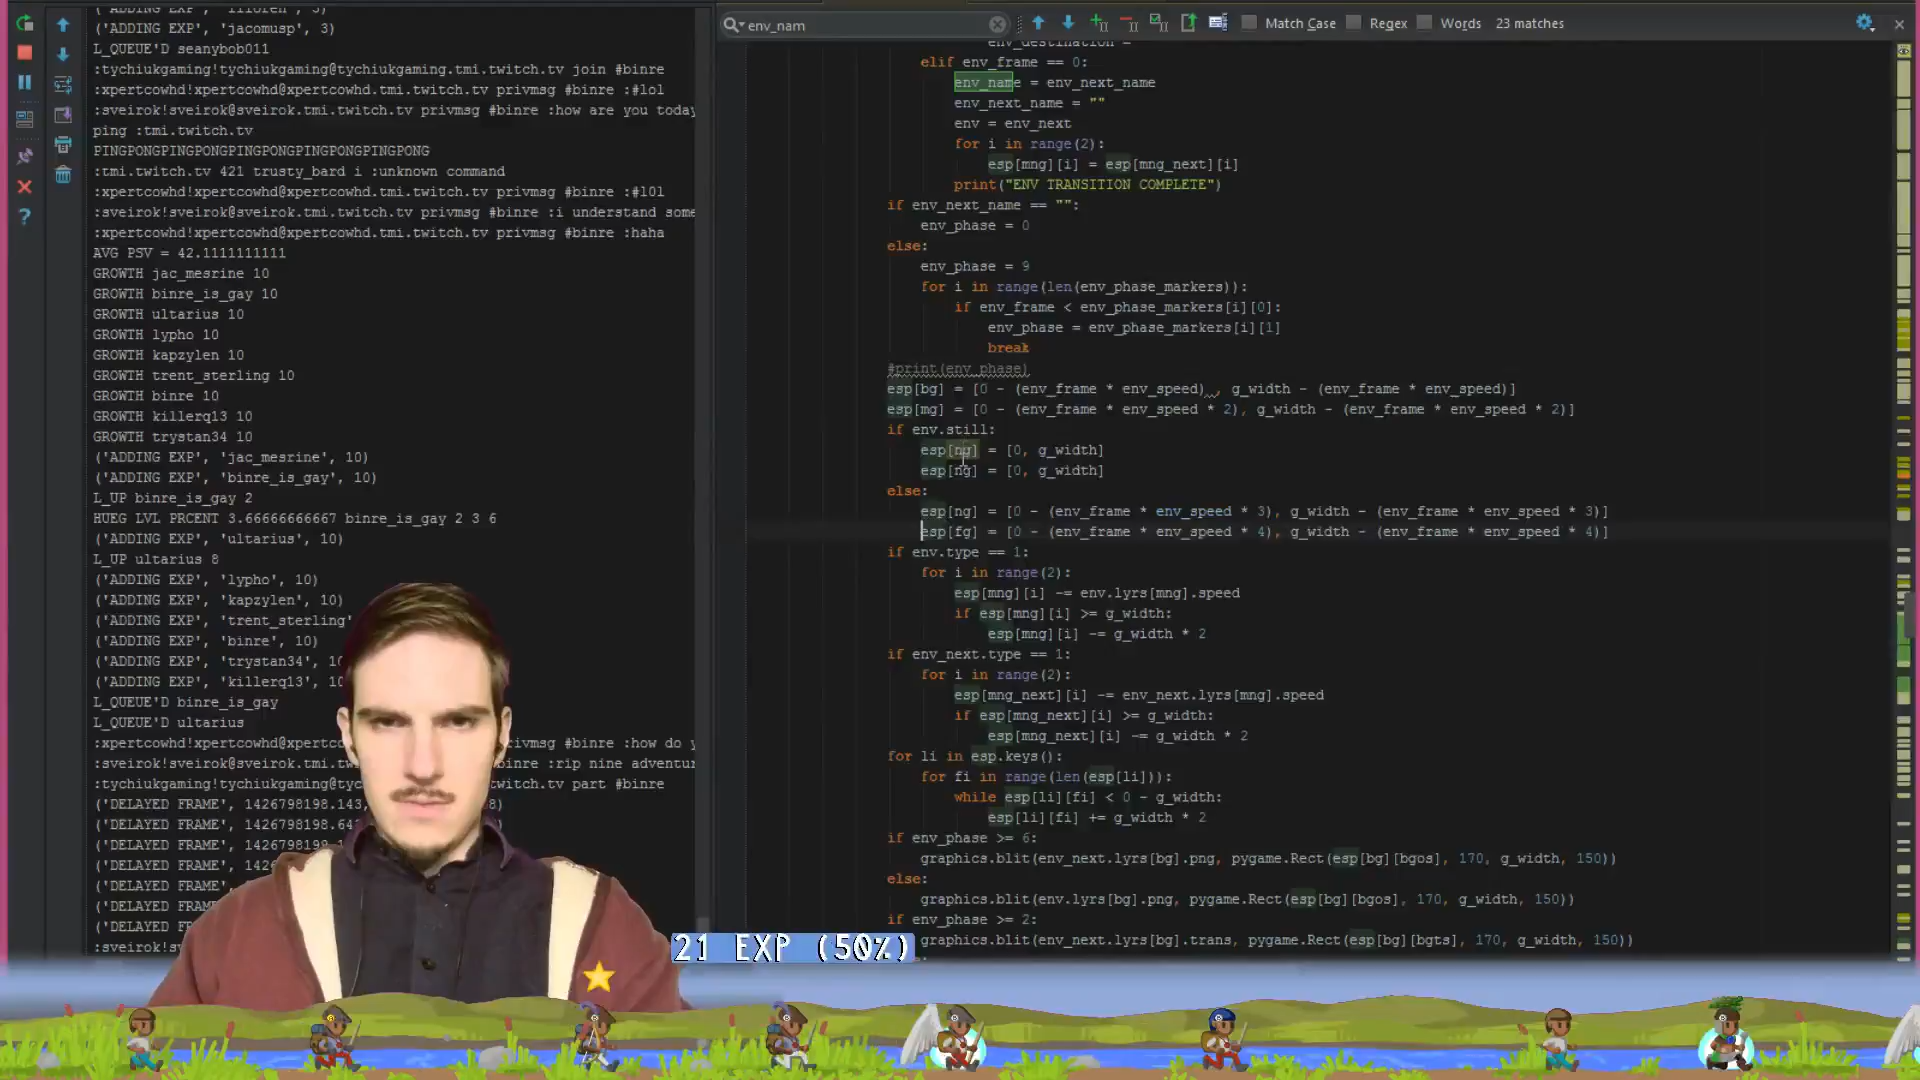 ('ADDING EXP', 'jacomusp', 3)
L_QUEUE'D seanybob011
:tychiukgaming!tychiukgaming@tychiukgaming.tmi.twitch.tv join #binre
:xpertcowhd!xpertcowhd@xpertcowhd.tmi.twitch.tv privmsg #binre :#lol
:sveirok!sveirok@sveirok.tmi.twitch.tv privmsg #binre :how are you today
ping :tmi.twitch.tv
PINGPONGPINGPONGPINGPONGPINGPONGPINGPONG
:tmi.twitch.tv 421 trusty_bard i :unknown command
:xpertcowhd!xpertcowhd@xpertcowhd.tmi.twitch.tv privmsg #binre :#l0l
:sveirok!sveirok@sveirok.tmi.twitch.tv privmsg #binre :i understand some
:xpertcowhd!xpertcowhd@xpertcowhd.tmi.twitch.tv privmsg #binre :haha
AVG PSV = 42.1111111111
GROWTH jac_mesrine 10
GROWTH binre_is_gay 10
GROWTH ultarius 10
GROWTH lypho 10
GROWTH kapzylen 10
GROWTH trent_sterling 10
GROWTH binre 10
GROWTH killerq13 10
GROWTH trystan34 10
('ADDING EXP', 'jac_mesrine', 10)
('ADDING EXP', 'binre_is_gay', 10)
L_UP binre_is_gay 2
HUEG LVL PRCENT 3.66666666667 binre_is_gay 2 3 6
('ADDING EXP', 'ultarius', 10)
L_UP ultarius 8
('ADDING EXP', 'lypho', 10)
('ADDING EXP', 'kapzylen', 10)
('ADDING EXP', 'trent_sterling'
('ADDING EXP', 'binre', 10)
('ADDING EXP', 'trystan34', 10
('ADDING EXP', 'killerq13', 10
L_QUEUE'D binre_is_gay
L_QUEUE'D ultarius
:xpertcowhd!xpertcowhd@xpertc privmsg #binre :how do y
:sveirok!sveirok@sveirok.tmi. binre :rip nine adventur
:tychiukgaming!tychiukgaming@ witch.tv part #binre
('DELAYED FRAME', 1426798198.143, 8)
('DELAYED FRAME', 1426798198.64
('DELAYED FRAME', 1426798198.
('DELAYED FRAME', 1426
('DELAYED FRAME'
('DELAYED FRAM
('DELAYED FR
:sveirok!s
env_nam Match Case Regex Words 23 matches
env_destination =
elif env_frame == 0:
env_name = env_next_name
env_next_name = ""
env = env_next
for i in range(2):
esp[mng][i] = esp[mng_next][i]
print("ENV TRANSITION COMPLETE")
if env_next_name == "":
env_phase = 0
else:
env_phase = 9
for i in range(len(env_phase_markers)):
if env_frame < env_phase_markers[i][0]:
env_phase = env_phase_markers[i][1]
break
#print(env_phase)
esp[bg] = [0 - (env_frame * env_speed) , g_width - (env_frame * env_speed)]
esp[mg] = [0 - (env_frame * env_speed * 2), g_width - (env_frame * env_speed * 2)]
if env.still:
esp[ng] = [0, g_width]
esp[ng] = [0, g_width]
else:
esp[ng] = [0 - (env_frame * env_speed * 3), g_width - (env_frame * env_speed * 3)]
esp[fg] = [0 - (env_frame * env_speed * 4), g_width - (env_frame * env_speed * 4)]
if env.type == 1:
for i in range(2):
esp[mng][i] -= env.lyrs[mng].speed
if esp[mng][i] >= g_width:
esp[mng][i] -= g_width * 2
if env_next.type == 1:
for i in range(2):
esp[mng_next][i] -= env_next.lyrs[mng].speed
if esp[mng_next][i] >= g_width:
esp[mng_next][i] -= g_width * 2
for li in esp.keys():
for fi in range(len(esp[li])):
while esp[li][fi] < 0 - g_width:
esp[li][fi] += g_width * 2
if env_phase >= 6:
graphics.blit(env_next.lyrs[bg].png, pygame.Rect(esp[bg][bgos], 170, g_width, 150))
else:
graphics.blit(env.lyrs[bg].png, pygame.Rect(esp[bg][bgos], 170, g_width, 150))
if env_phase >= 2:
graphics.blit(env_next.lyrs[bg].trans, pygame.Rect(esp[bg][bgts], 170, g_width, 150))
21 EXP (50%)